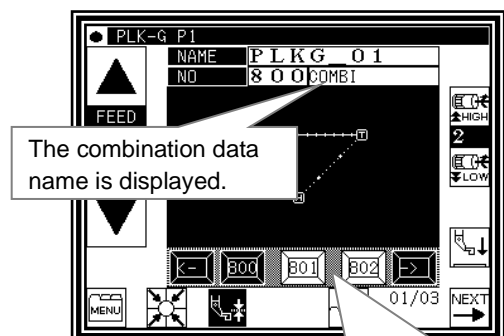 PLK-G P1
NAME PLKG_01
NO 800 COMBI
FEED
HIGH
2
LOW
The combination data
name is displayed.
<- 800 801 802 ->
MENU 01/03 NEXT